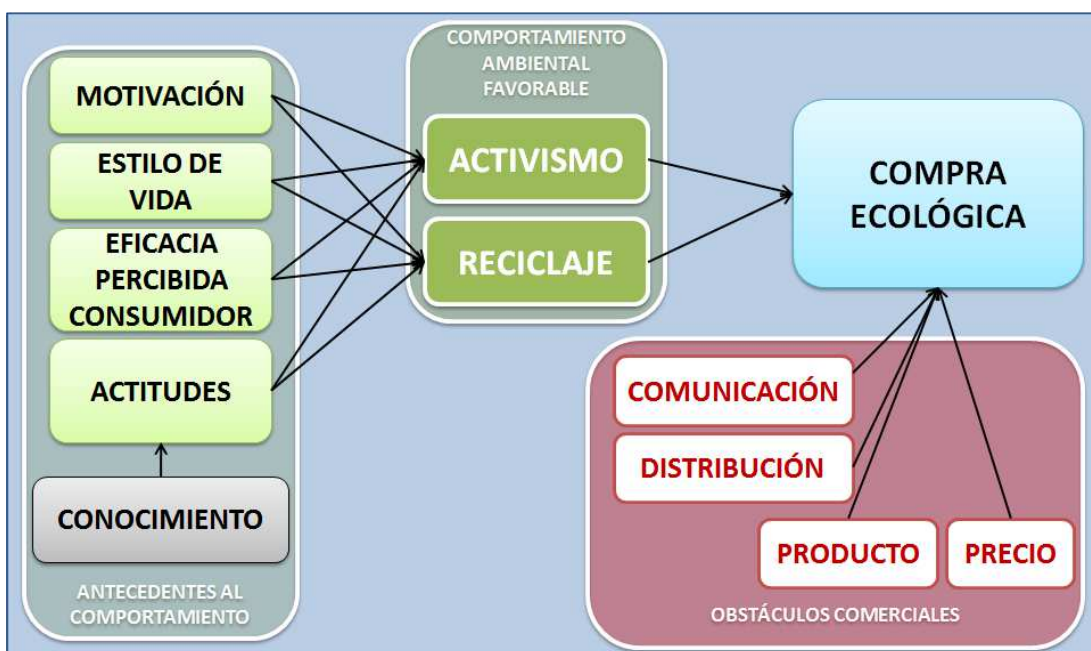 MOTIVACIÓN
ESTILO DE
VIDA
EFICACIA
PERCIBIDA
CONSUMIDOR
ACTITUDES
CONOCIMIENTO
ANTECEDENTES AL
COMPORTAMIENTO
COMPORTAMIENTO
AMBIENTAL
FAVORABLE
ACTIVISMO
RECICLAJE
COMPRA
ECOLÓGICA
COMUNICACIÓN
DISTRIBUCIÓN
PRODUCTO
PRECIO
OBSTÁCULOS COMERCIALES